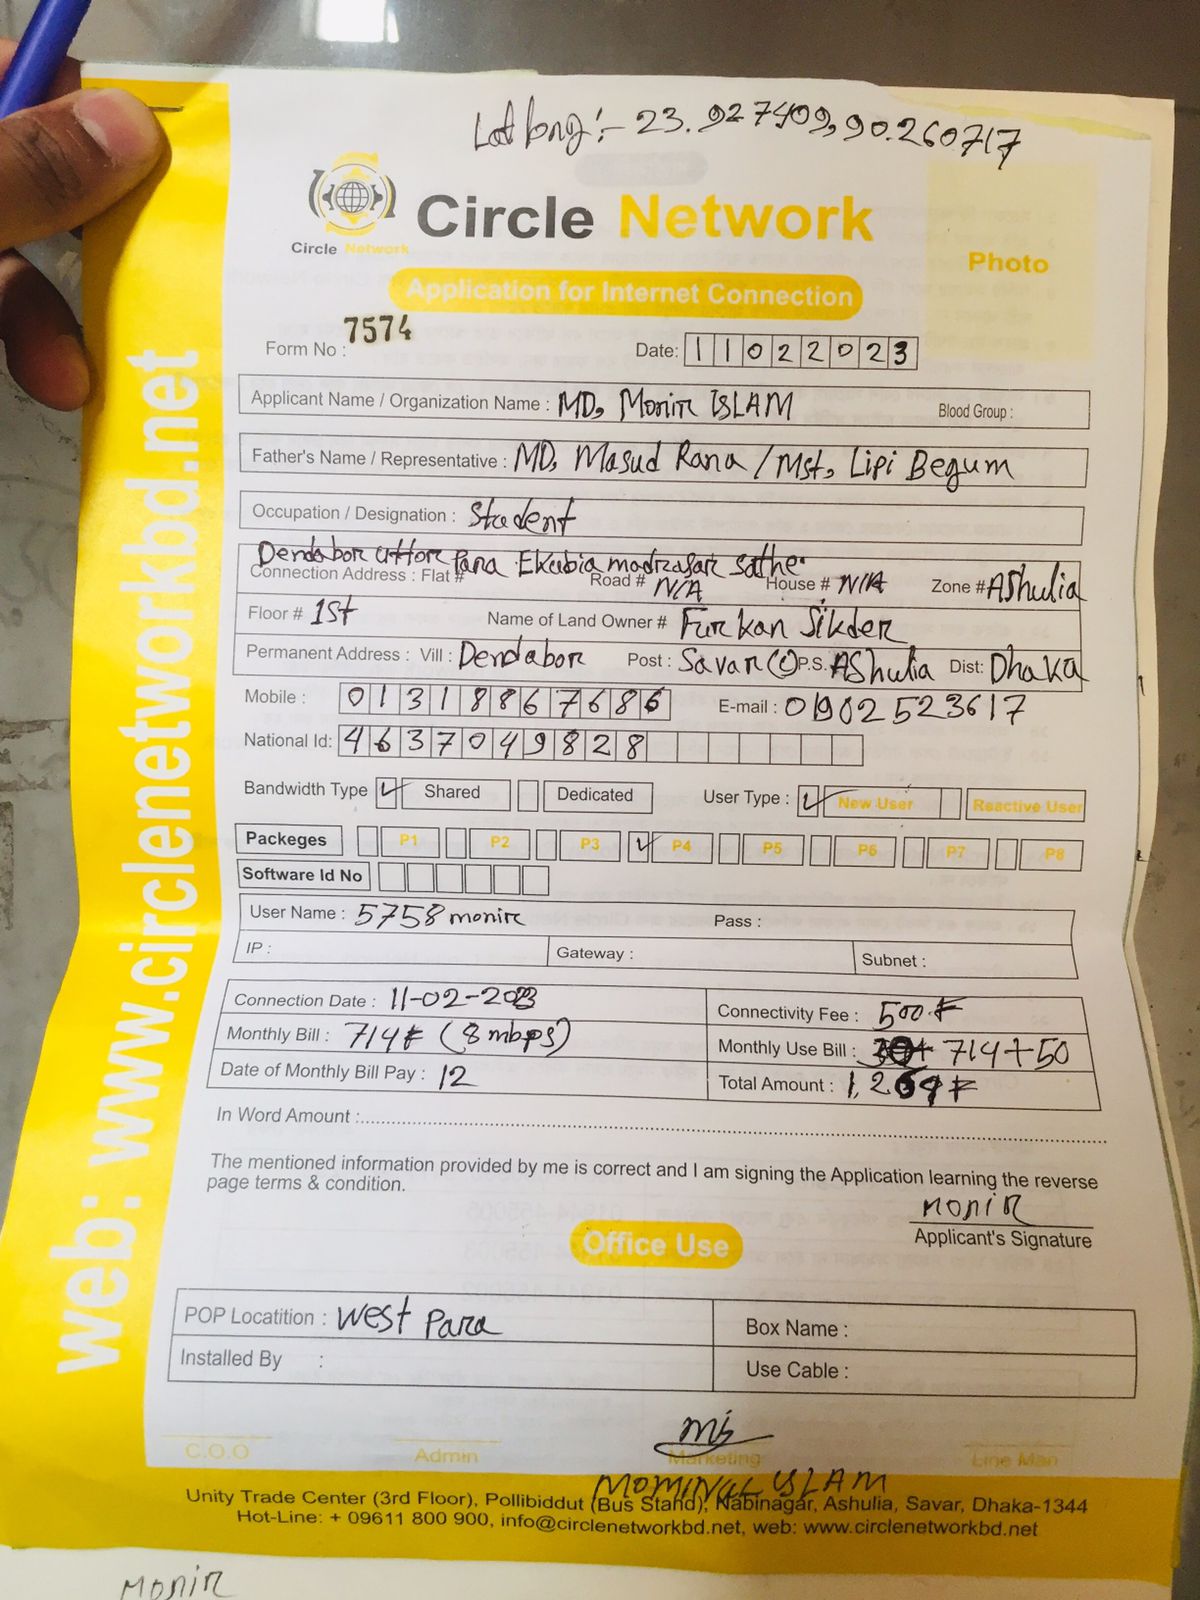 Lat long :- 23.927409, 90.260717
Circle Network
Circle Network
Photo
Application for Internet Connection
Form No : 7574
Date: 11022023
Applicant Name / Organization Name : MD, Monir ISLAM Blood Group :
Father's Name / Representative : MD, Masud Rana / Mst, Lipi Begum
Occupation / Designation : Student
Dendabor uttor Para Ekubia madrasar sathe
Connection Address : Flat # Road # N/A House # N/A Zone # AShulia
Floor # 1St Name of Land Owner # Furkan Sikder
Permanent Address : Vill : Dendabor Post : Savar (C) P.S. AShulia Dist: Dhaka
Mobile : 01318867686 E-mail : 01902523617
National Id: 4637049828
Bandwidth Type Shared Dedicated User Type : New User Reactive User
Packeges P1 P2 P3 P4 P5 P6 P7 P8
Software Id No
User Name : 5758monir Pass :
IP : Gateway : Subnet :
Connection Date : 11-02-2023 Connectivity Fee : 500৳
Monthly Bill : 714৳ (8 mbps) Monthly Use Bill : 714+50
Date of Monthly Bill Pay : 12 Total Amount : 1,264৳
In Word Amount :
The mentioned information provided by me is correct and I am signing the Application learning the reverse
page terms & condition.
MONIR
Applicant's Signature
Office Use
POP Locatition : West Para Box Name :
Installed By : Use Cable :
C.O.O Admin Marketing Line Man
MOMINUL ISLAM
Unity Trade Center (3rd Floor), Pollibiddut (Bus Stand), Nabinagar, Ashulia, Savar, Dhaka-1344
Hot-Line: + 09611 800 900, info@circlenetworkbd.net, web: www.circlenetworkbd.net
web: www.circlenetworkbd.net
MONIR